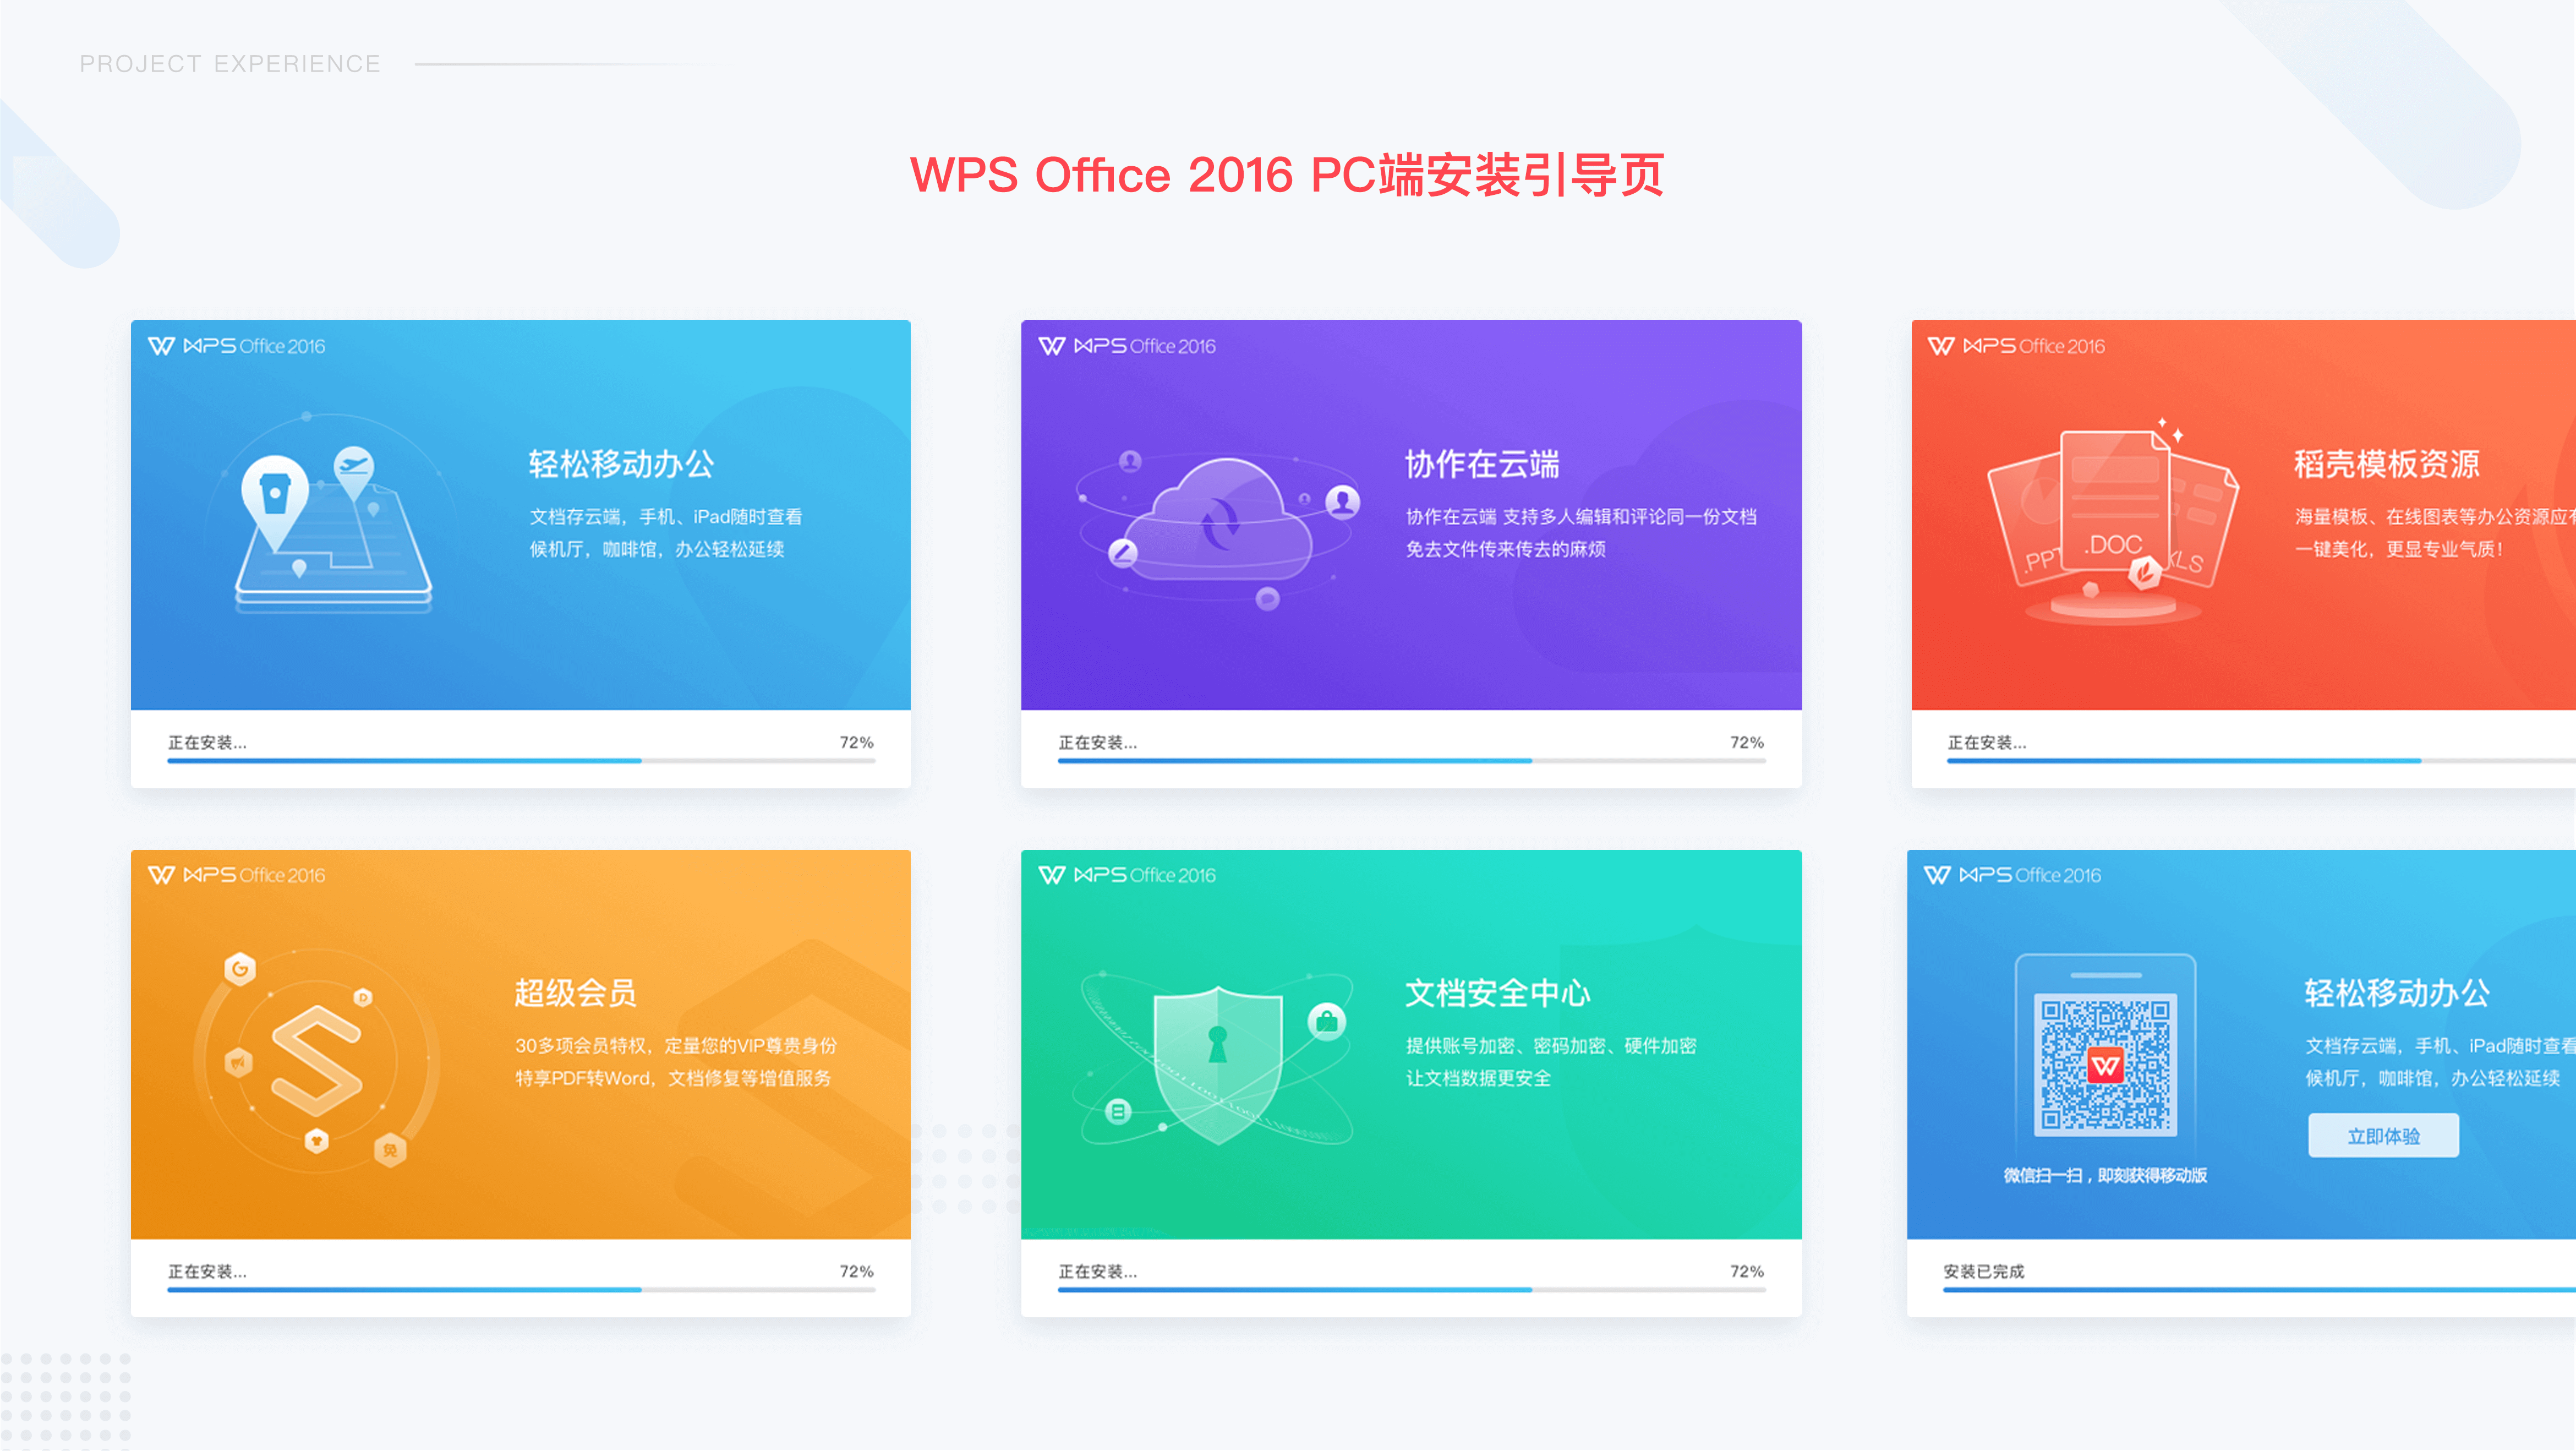 PROJECT EXPERIENCE
WPS Office 2016 PC端安装引导页
WPS Office 2016
轻松移动办公
文档存云端，手机、iPad随时查看
候机厅，咖啡馆，办公轻松延续
正在安装... 72%
WPS Office 2016
协作在云端
协作在云端 支持多人编辑和评论同一份文档
免去文件传来传去的麻烦
正在安装... 72%
WPS Office 2016
.PPT
.DOC
XLS
稻壳模板资源
海量模板、在线图表等办公资源应
一键美化，更显专业气质！
正在安装...
WPS Office 2016
超级会员
30多项会员特权，定量您的VIP尊贵身份
特享PDF转Word，文档修复等增值服务
正在安装... 72%
WPS Office 2016
文档安全中心
提供账号加密、密码加密、硬件加密
让文档数据更安全
正在安装... 72%
WPS Office 2016
轻松移动办公
文档存云端，手机、iPad随时查看
候机厅，咖啡馆，办公轻松延续
立即体验
微信扫一扫，即刻获得移动版
安装已完成